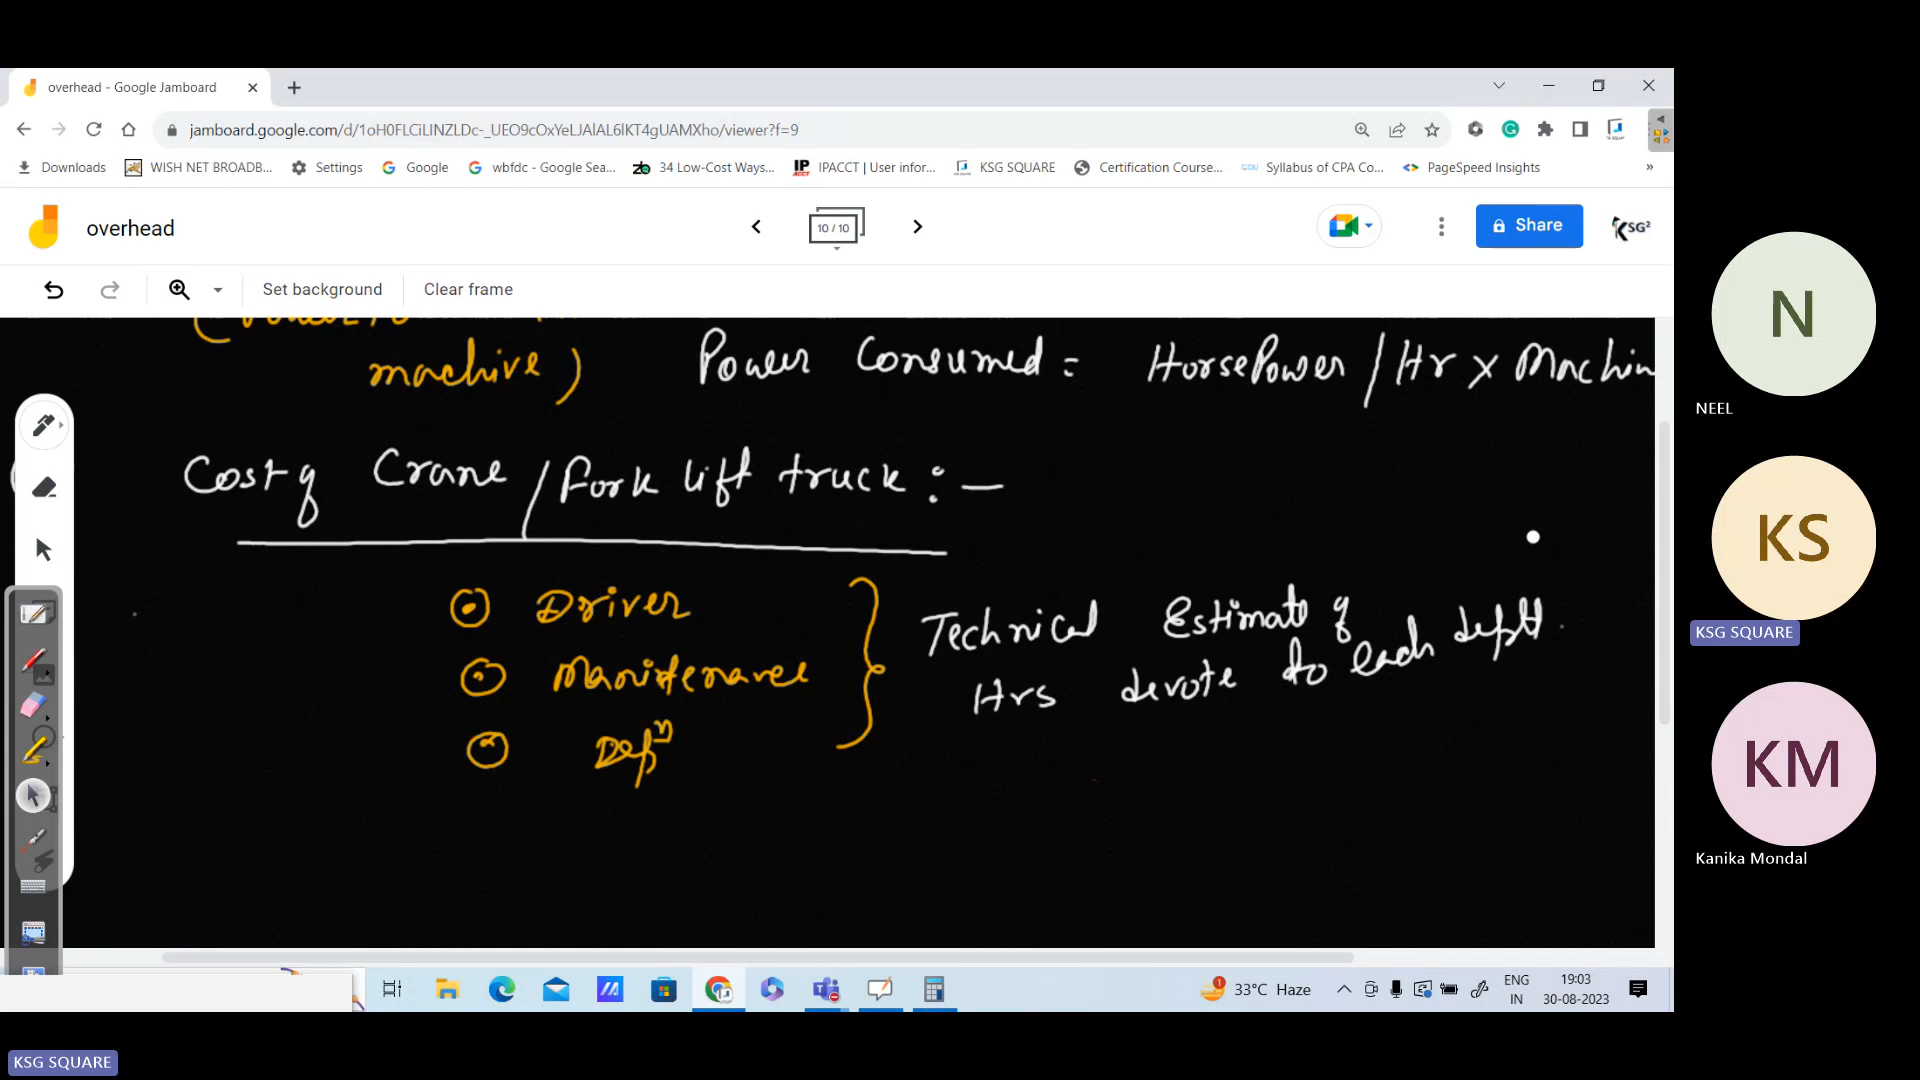 overhead - Google Jamboard
jamboard.google.com/d/1oH0FLCiLINZLDc-_UEO9cOxYeLJAlAL6lKT4gUAMXho/viewer?f=9
Downloads WISH NET BROADB... Settings Google wbfdc - Google Sea... 34 Low-Cost Ways... IPACCT | User infor... KSG SQUARE Certification Course... Syllabus of CPA Co... PageSpeed Insights »
overhead 10 / 10 Share KSG²
Set background Clear frame
machine) Power Consumed = HorsePower / Hr x Machin
Cost of Crane / Fork lift truck : —
Driver
Technical Estimate of
Hrs devote to each deptt.
Maintenance
Depn
N
NEEL
KS
KSG SQUARE
KM
Kanika Mondal
33°C Haze ENG IN 19:03 30-08-2023
KSG SQUARE